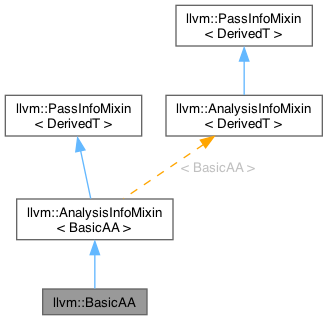 llvm::PassInfoMixin
< DerivedT >
llvm::PassInfoMixin
< DerivedT >
llvm::AnalysisInfoMixin
< DerivedT >
< BasicAA >
llvm::AnalysisInfoMixin
< BasicAA >
llvm::BasicAA